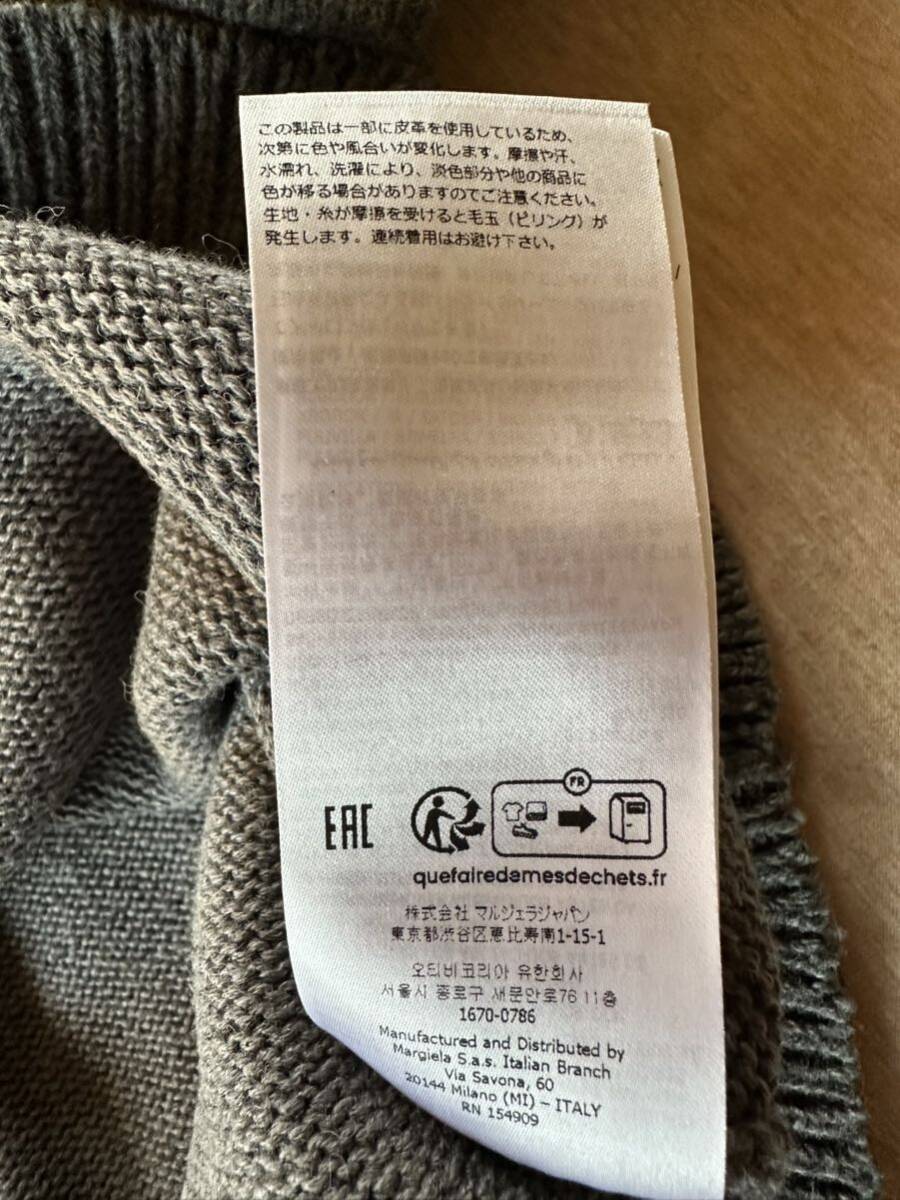 この製品は一部に皮革を使用しているため、
次第に色や風合いが変化します。摩擦や汗、
水濡れ、洗濯により、淡色部分や他の商品に
色が移る場合がありますのでご注意ください。
生地・糸が摩擦を受けると毛玉（ピリング）が
発生します。連続着用はお避け下さい。
EAC
FR
quefairedemesdechets.fr
株式会社 マルジェラジャパン
東京都渋谷区恵比寿南1-15-1
오티비코리아 유한회사
서울시 종로구 새문안로76 11층
1670-0786
Manufactured and Distributed by
Margiela S.a.s. Italian Branch
Via Savona, 60
20144 Milano (MI) – ITALY
RN 154909